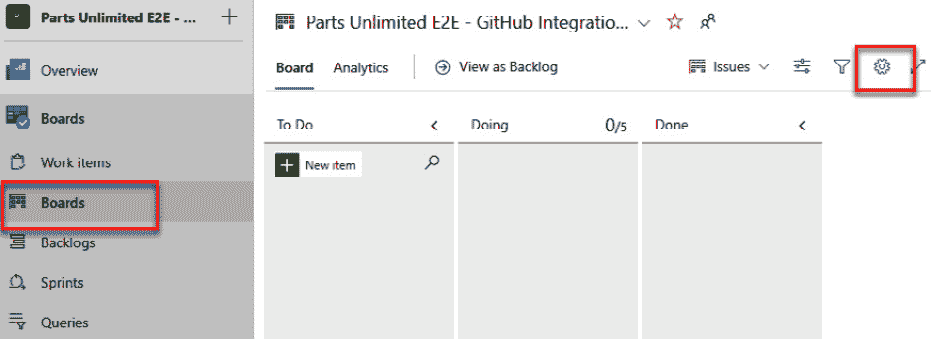 Parts Unlimited E2E - ...
Overview
Boards
Work items
Boards
Backlogs
Sprints
Queries
Parts Unlimited E2E - GitHub Integratio...
Board Analytics View as Backlog Issues
To Do Doing 0/5 Done
New item